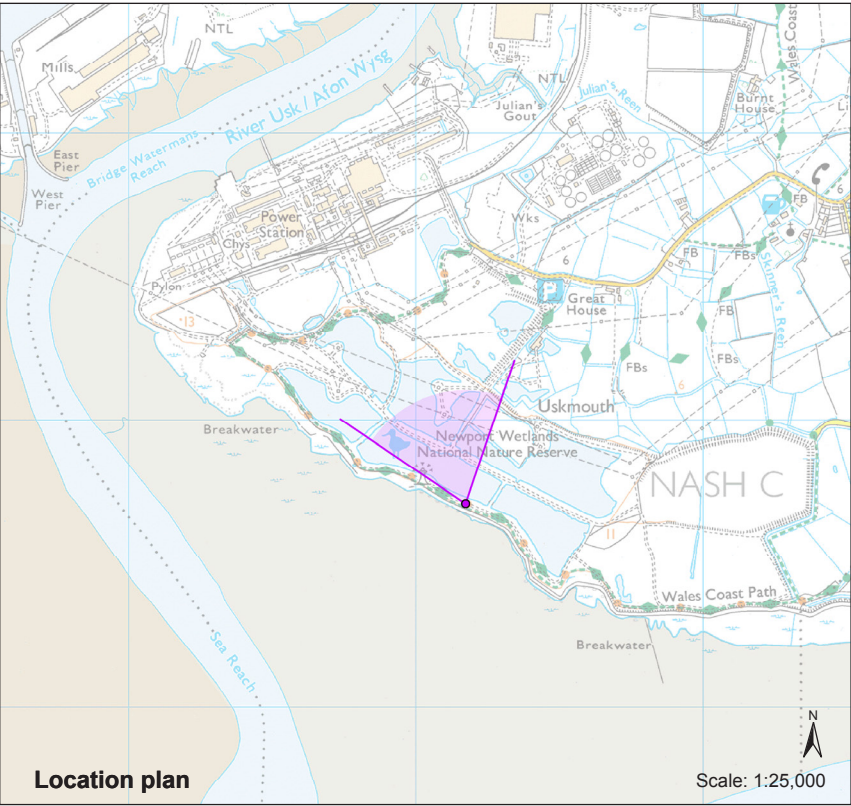 NTL
Mills
River Usk / Afon Wysg
Bridge Watermans
Reach
East
Pier
West
Pier
NTL
Julian's
Gout
Julian's Reen
Wales Coast
Burnt
House
Li
6
FB
Power
Station
Chys
Wks
Pylon
13
6
P
Great
House
FB
FBs
FB
FBs
FBs
Skinner's Reen
6
Uskmouth
Breakwater
Newport Wetlands
National Nature Reserve
NASH C
11
Wales Coast Path
Breakwater
Sea Reach
N
Location plan
Scale: 1:25,000